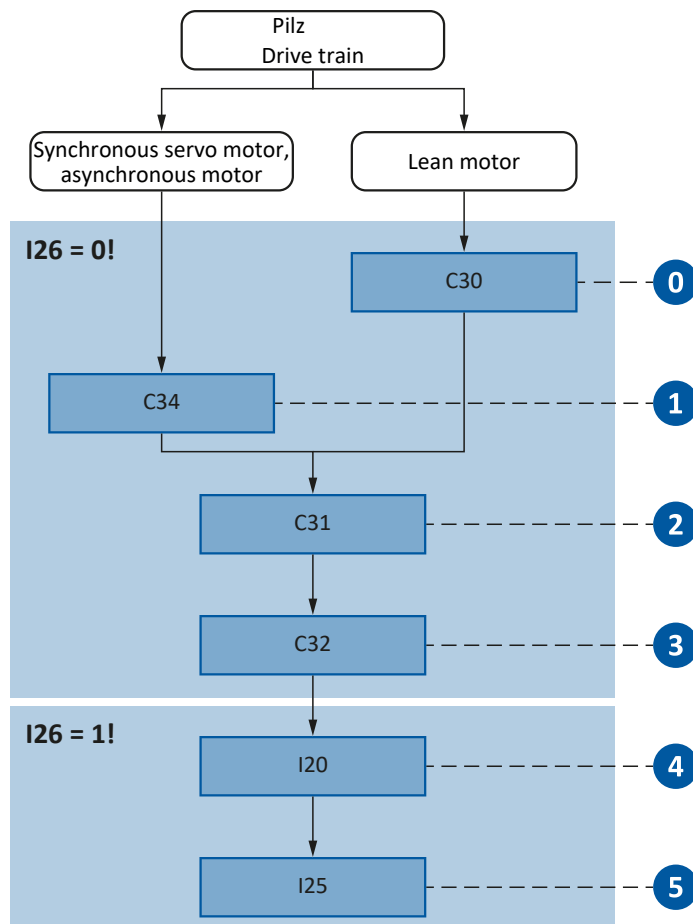 Pilz
Drive train
Synchronous servo motor,
asynchronous motor
Lean motor
I26 = 0!
C30
0
C34
1
C31
2
C32
3
I26 = 1!
I20
4
I25
5